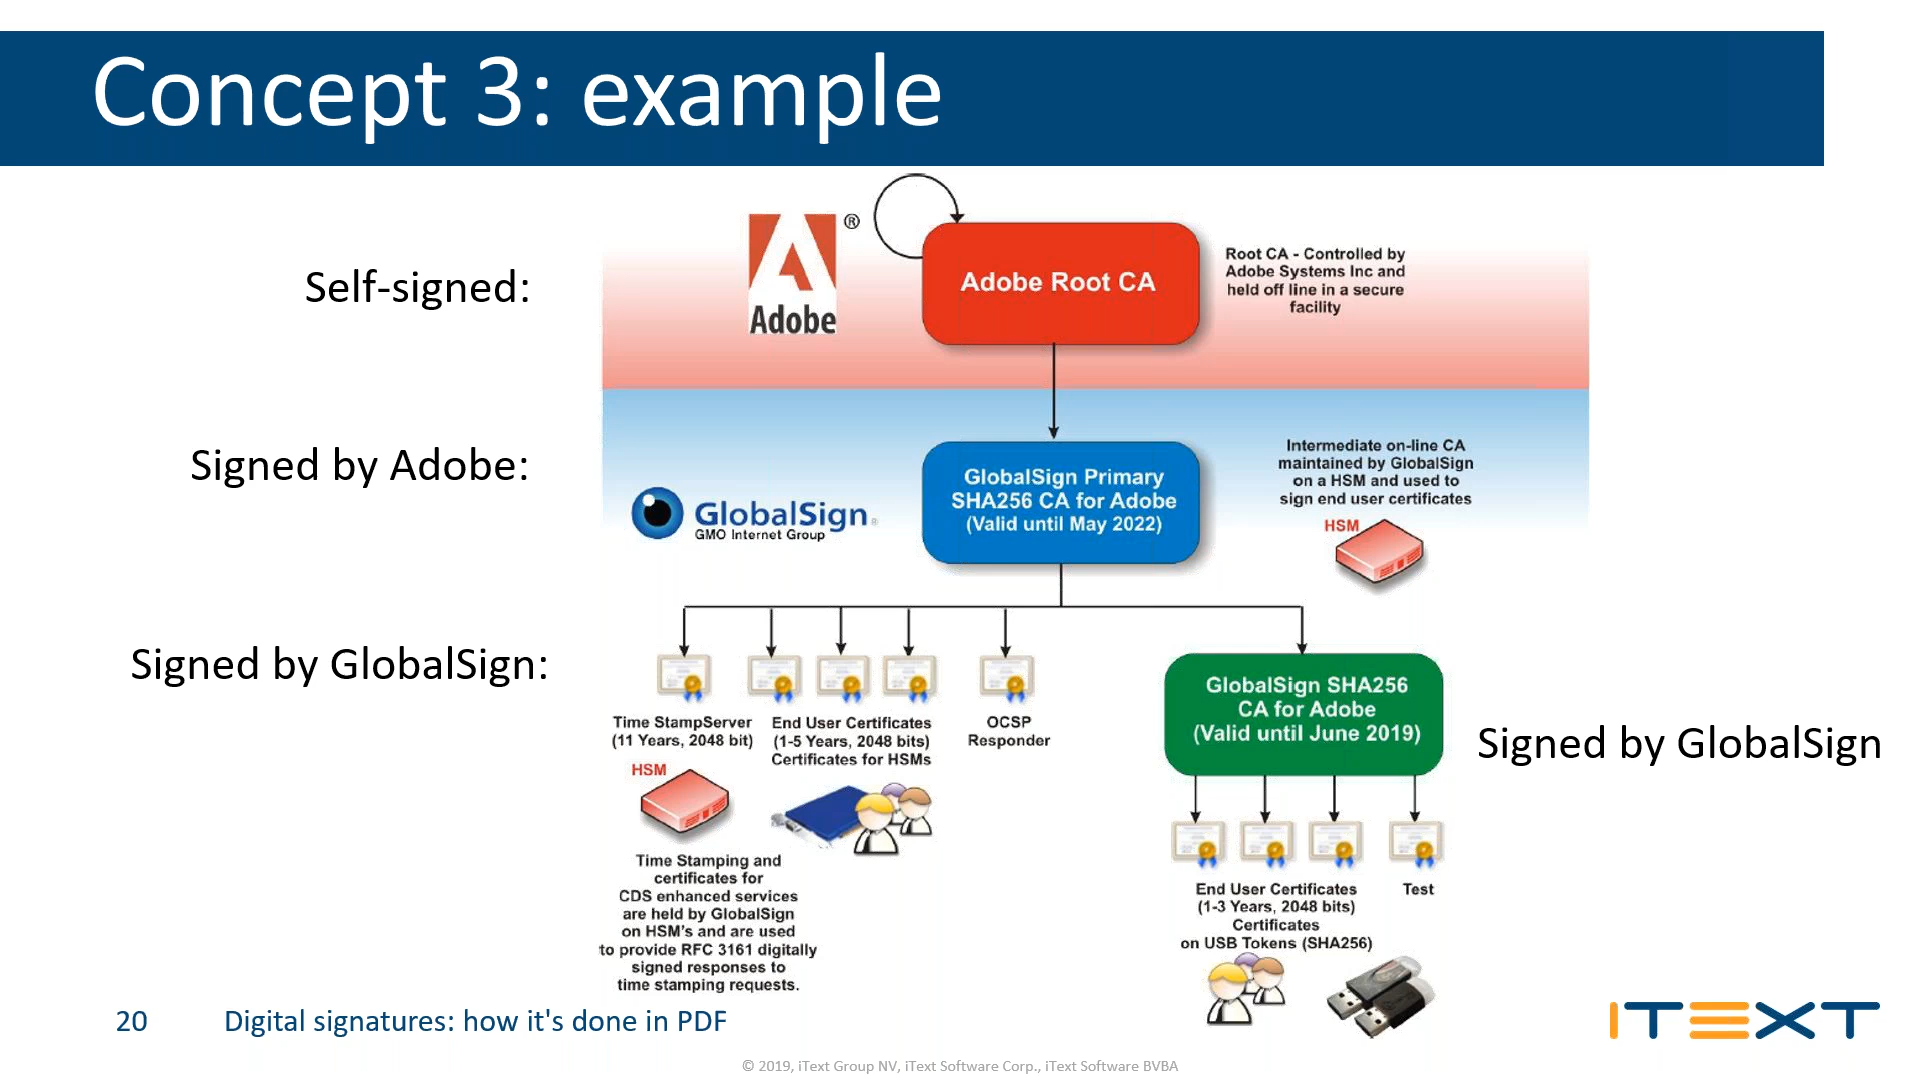 Concept 3: example
Self-signed:
®
Adobe
Adobe Root CA
Root CA - Controlled by
Adobe Systems Inc and
held off line in a secure
facility
Signed by Adobe:
GlobalSign®
GMO Internet Group
GlobalSign Primary
SHA256 CA for Adobe
(Valid until May 2022)
Intermediate on-line CA
maintained by GlobalSign
on a HSM and used to
sign end user certificates
HSM
Signed by GlobalSign:
Time StampServer
(11 Years, 2048 bit)
HSM
Time Stamping and
certificates for
CDS enhanced services
are held by GlobalSign
on HSM's and are used
to provide RFC 3161 digitally
signed responses to
time stamping requests.
End User Certificates
(1-5 Years, 2048 bits)
Certificates for HSMs
OCSP
Responder
GlobalSign SHA256
CA for Adobe
(Valid until June 2019)
Signed by GlobalSign
End User Certificates
(1-3 Years, 2048 bits)
Certificates
on USB Tokens (SHA256)
Test
20 Digital signatures: how it's done in PDF
ITEXT
© 2019, iText Group NV, iText Software Corp., iText Software BVBA